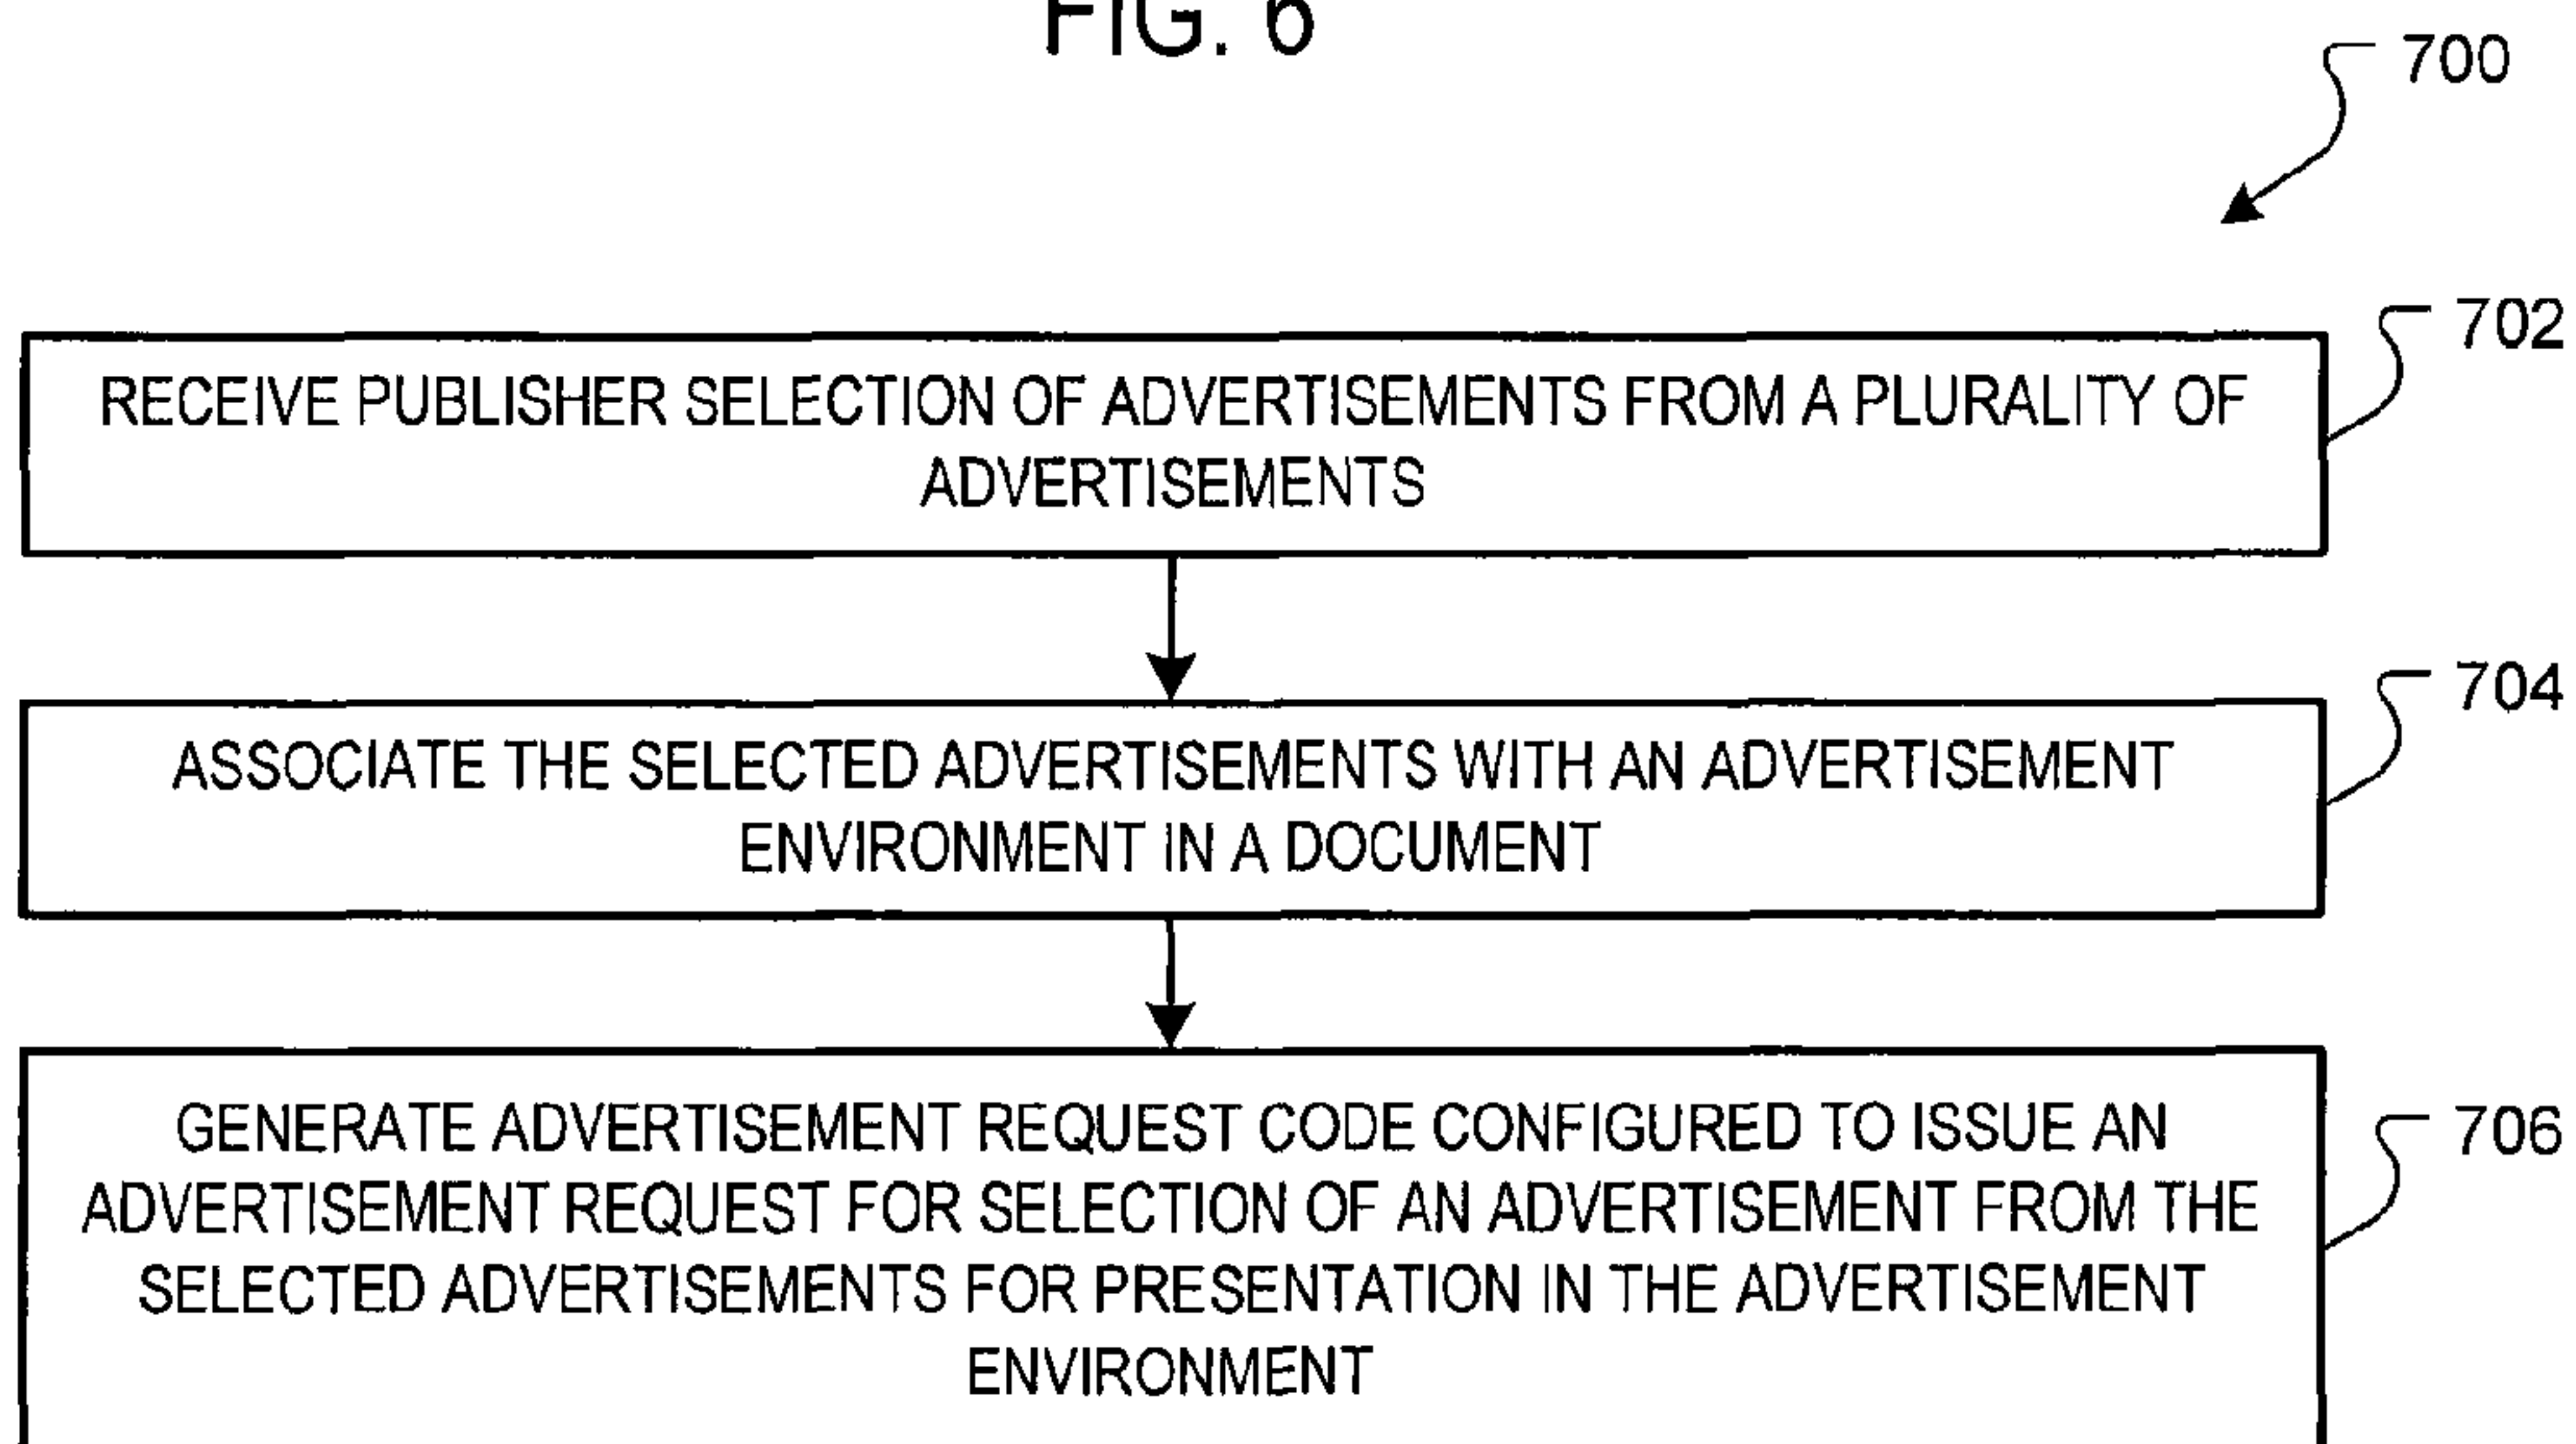 FIG. 6
700
702
RECEIVE PUBLISHER SELECTION OF ADVERTISEMENTS FROM A PLURALITY OF
ADVERTISEMENTS
704
ASSOCIATE THE SELECTED ADVERTISEMENTS WITH AN ADVERTISEMENT
ENVIRONMENT IN A DOCUMENT
706
GENERATE ADVERTISEMENT REQUEST CODE CONFIGURED TO ISSUE AN
ADVERTISEMENT REQUEST FOR SELECTION OF AN ADVERTISEMENT FROM THE
SELECTED ADVERTISEMENTS FOR PRESENTATION IN THE ADVERTISEMENT
ENVIRONMENT